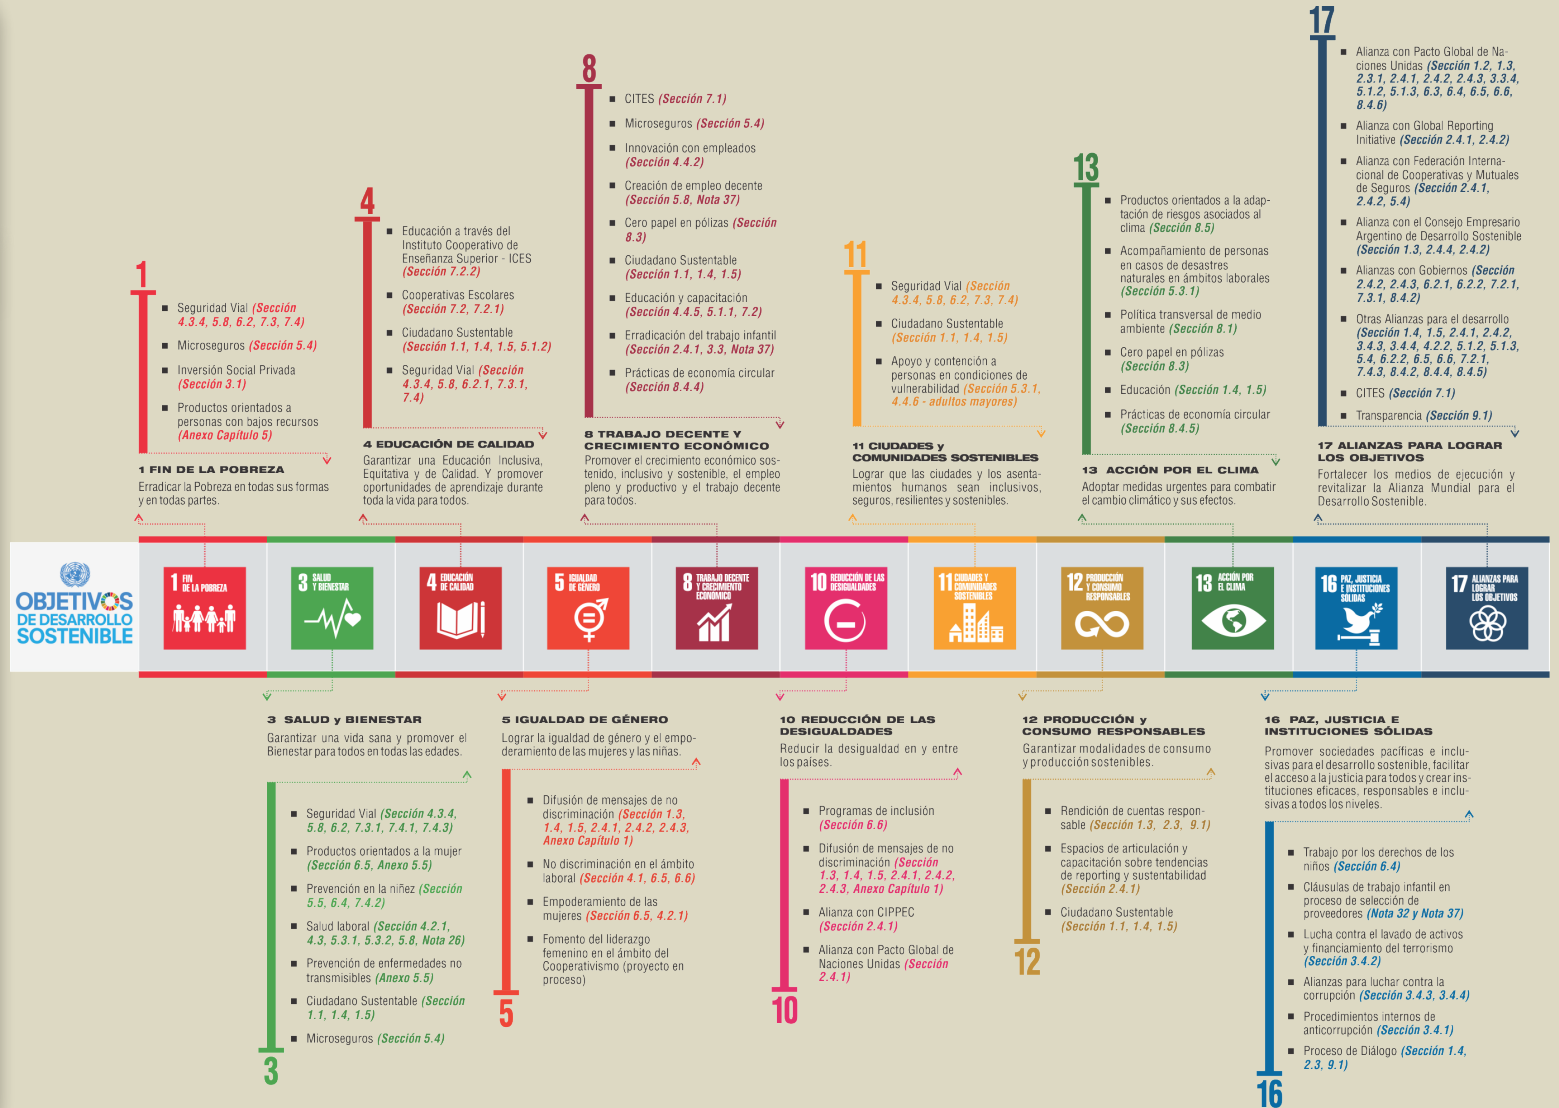 1
■ Seguridad Vial (Sección
4.3.4, 5.8, 6.2, 7.3, 7.4)
■ Microseguros (Sección 5.4)
■ Inversión Social Privada
(Sección 3.1)
■ Productos orientados a
personas con bajos recursos
(Anexo Capítulo 5)
1 FIN DE LA POBREZA
Erradicar la Pobreza en todas sus formas
y en todas partes.
4
■ Educación a través del
Instituto Cooperativo de
Enseñanza Superior - ICES
(Sección 7.2.2)
■ Cooperativas Escolares
(Sección 7.2, 7.2.1)
■ Ciudadano Sustentable
(Sección 1.1, 1.4, 1.5, 5.1.2)
■ Seguridad Vial (Sección
4.3.4, 5.8, 6.2.1, 7.3.1,
7.4)
4 EDUCACIÓN DE CALIDAD
Garantizar una Educación Inclusiva,
Equitativa y de Calidad. Y promover
oportunidades de aprendizaje durante
toda la vida para todos.
8
■ CITES (Sección 7.1)
■ Microseguros (Sección 5.4)
■ Innovación con empleados
(Sección 4.4.2)
■ Creación de empleo decente
(Sección 5.8, Nota 37)
■ Cero papel en pólizas (Sección
8.3)
■ Ciudadano Sustentable
(Sección 1.1, 1.4, 1.5)
■ Educación y capacitación
(Sección 4.4.5, 5.1.1, 7.2)
■ Erradicación del trabajo infantil
(Sección 2.4.1, 3.3, Nota 37)
■ Prácticas de economía circular
(Sección 8.4.4)
8 TRABAJO DECENTE Y
CRECIMIENTO ECONÓMICO
Promover el crecimiento económico sos-
tenido, inclusivo y sostenible, el empleo
pleno y productivo y el trabajo decente
para todos.
11
■ Seguridad Vial (Sección
4.3.4, 5.8, 6.2, 7.3, 7.4)
■ Ciudadano Sustentable
(Sección 1.1, 1.4, 1.5)
■ Apoyo y contención a
personas en condiciones de
vulnerabilidad (Sección 5.3.1,
4.4.6 - adultos mayores)
11 CIUDADES y
COMUNIDADES SOSTENIBLES
Lograr que las ciudades y los asenta-
mientos humanos sean inclusivos,
seguros, resilientes y sostenibles.
13
■ Productos orientados a la adap-
tación de riesgos asociados al
clima (Sección 8.5)
■ Acompañamiento de personas
en casos de desastres
naturales en ámbitos laborales
(Sección 5.3.1)
■ Política transversal de medio
ambiente (Sección 8.1)
■ Cero papel en pólizas
(Sección 8.3)
■ Educación (Sección 1.4, 1.5)
■ Prácticas de economía circular
(Sección 8.4.5)
13 ACCIÓN POR EL CLIMA
Adoptar medidas urgentes para combatir
el cambio climático y sus efectos.
17
■ Alianza con Pacto Global de Na-
ciones Unidas (Sección 1.2, 1.3,
2.3.1, 2.4.1, 2.4.2, 2.4.3, 3.3.4,
5.1.2, 5.1.3, 6.3, 6.4, 6.5, 6.6,
8.4.6)
■ Alianza con Global Reporting
Initiative (Sección 2.4.1, 2.4.2)
■ Alianza con Federación Interna-
cional de Cooperativas y Mutuales
de Seguros (Sección 2.4.1,
2.4.2, 5.4)
■ Alianza con el Consejo Empresario
Argentino de Desarrollo Sostenible
(Sección 1.3, 2.4.4, 2.4.2)
■ Alianzas con Gobiernos (Sección
2.4.2, 2.4.3, 6.2.1, 6.2.2, 7.2.1,
7.3.1, 8.4.2)
■ Otras Alianzas para el desarrollo
(Sección 1.4, 1.5, 2.4.1, 2.4.2,
3.4.3, 3.4.4, 4.2.2, 5.1.2, 5.1.3,
5.4, 6.2.2, 6.5, 6.6, 7.2.1,
7.4.3, 8.4.2, 8.4.4, 8.4.5)
■ CITES (Sección 7.1)
■ Transparencia (Sección 9.1)
17 ALIANZAS PARA LOGRAR
LOS OBJETIVOS
Fortalecer los medios de ejecución y
revitalizar la Alianza Mundial para el
Desarrollo Sostenible.
OBJETIVOS
DE DESARROLLO
SOSTENIBLE
1 FIN
DE LA POBREZA
3 SALUD
Y BIENESTAR
4 EDUCACIÓN
DE CALIDAD
5 IGUALDAD
DE GÉNERO
8 TRABAJO DECENTE
Y CRECIMIENTO
ECONÓMICO
10 REDUCCIÓN DE LAS
DESIGUALDADES
11 CIUDADES Y
COMUNIDADES
SOSTENIBLES
12 PRODUCCIÓN
Y CONSUMO
RESPONSABLES
13 ACCIÓN POR
EL CLIMA
16 PAZ, JUSTICIA
E INSTITUCIONES
SÓLIDAS
17 ALIANZAS PARA
LOGRAR
LOS OBJETIVOS
3 SALUD y BIENESTAR
Garantizar una vida sana y promover el
Bienestar para todos en todas las edades.
■ Seguridad Vial (Sección 4.3.4,
5.8, 6.2, 7.3.1, 7.4.1, 7.4.3)
■ Productos orientados a la mujer
(Sección 6.5, Anexo 5.5)
■ Prevención en la niñez (Sección
5.5, 6.4, 7.4.2)
■ Salud laboral (Sección 4.2.1,
4.3, 5.3.1, 5.3.2, 5.8, Nota 26)
■ Prevención de enfermedades no
transmisibles (Anexo 5.5)
■ Ciudadano Sustentable (Sección
1.1, 1.4, 1.5)
■ Microseguros (Sección 5.4)
3
5 IGUALDAD DE GÉNERO
Lograr la igualdad de género y el empo-
deramiento de las mujeres y las niñas.
■ Difusión de mensajes de no
discriminación (Sección 1.3,
1.4, 1.5, 2.4.1, 2.4.2, 2.4.3,
Anexo Capítulo 1)
■ No discriminación en el ámbito
laboral (Sección 4.1, 6.5, 6.6)
■ Empoderamiento de las
mujeres (Sección 6.5, 4.2.1)
■ Fomento del liderazgo
femenino en el ámbito del
Cooperativismo (proyecto en
proceso)
5
10 REDUCCIÓN DE LAS
DESIGUALDADES
Reducir la desigualdad en y entre
los países.
■ Programas de inclusión
(Sección 6.6)
■ Difusión de mensajes de no
discriminación (Sección
1.3, 1.4, 1.5, 2.4.1, 2.4.2,
2.4.3, Anexo Capítulo 1)
■ Alianza con CIPPEC
(Sección 2.4.1)
■ Alianza con Pacto Global de
Naciones Unidas (Sección
2.4.1)
10
12 PRODUCCIÓN y
CONSUMO RESPONSABLES
Garantizar modalidades de consumo
y producción sostenibles.
■ Rendición de cuentas respon-
sable (Sección 1.3, 2.3, 9.1)
■ Espacios de articulación y
capacitación sobre tendencias
de reporting y sustentabilidad
(Sección 2.4.1)
■ Ciudadano Sustentable
(Sección 1.1, 1.4, 1.5)
12
16 PAZ, JUSTICIA E
INSTITUCIONES SÓLIDAS
Promover sociedades pacíficas e inclu-
sivas para el desarrollo sostenible, facilitar
el acceso a la justicia para todos y crear ins-
tituciones eficaces, responsables e inclu-
sivas a todos los niveles.
■ Trabajo por los derechos de los
niños (Sección 6.4)
■ Cláusulas de trabajo infantil en
proceso de selección de
proveedores (Nota 32 y Nota 37)
■ Lucha contra el lavado de activos
y financiamiento del terrorismo
(Sección 3.4.2)
■ Alianzas para luchar contra la
corrupción (Sección 3.4.3, 3.4.4)
■ Procedimientos internos de
anticorrupción (Sección 3.4.1)
■ Proceso de Diálogo (Sección 1.4,
2.3, 9.1)
16